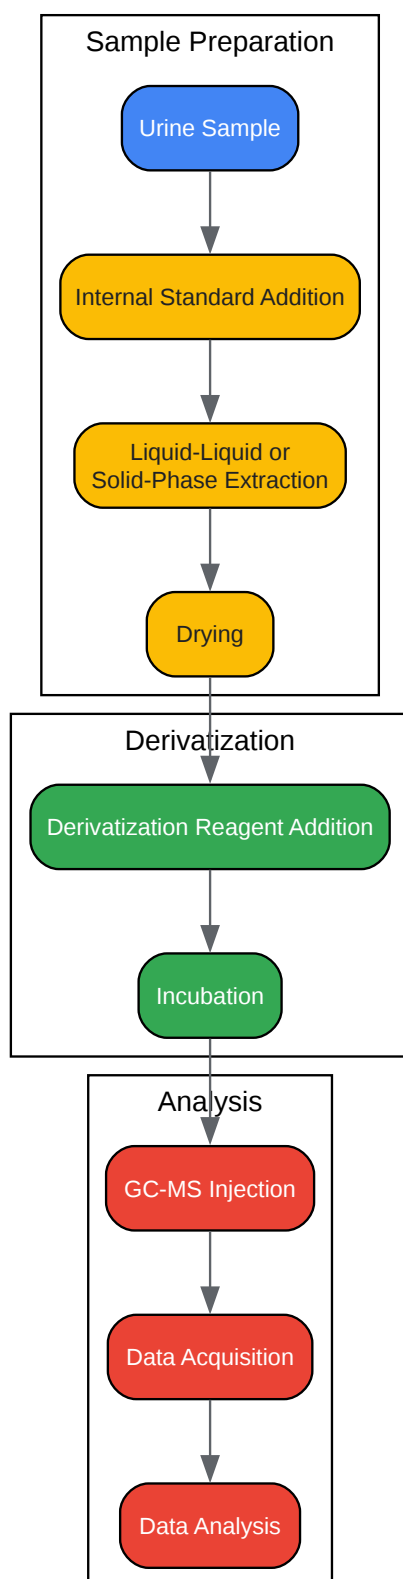 Sample Preparation
Urine Sample
Internal Standard Addition
Liquid-Liquid or
Solid-Phase Extraction
Drying
Derivatization
Derivatization Reagent Addition
Incubation
Analysis
GC-MS Injection
Data Acquisition
Data Analysis